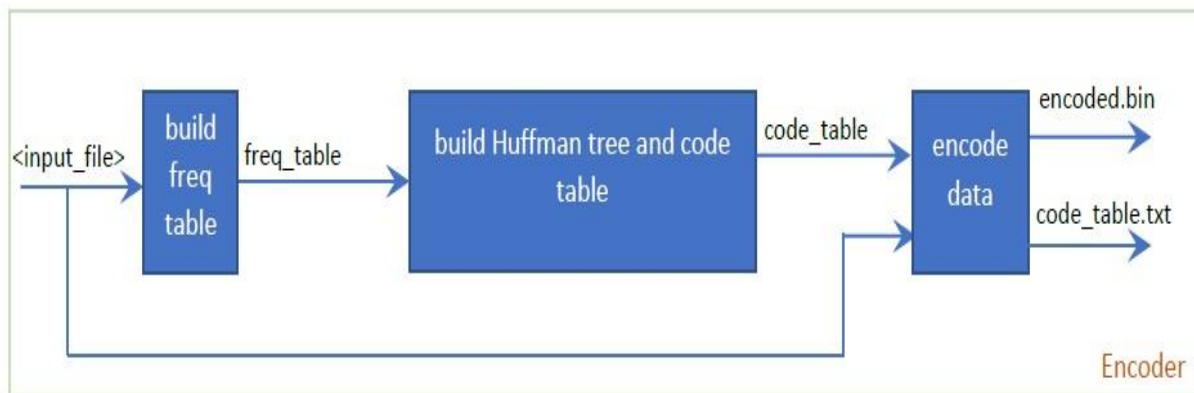 <input_file>
build
freq
table
freq_table
build Huffman tree and code
table
code_table
encode
data
encoded.bin
code_table.txt
Encoder